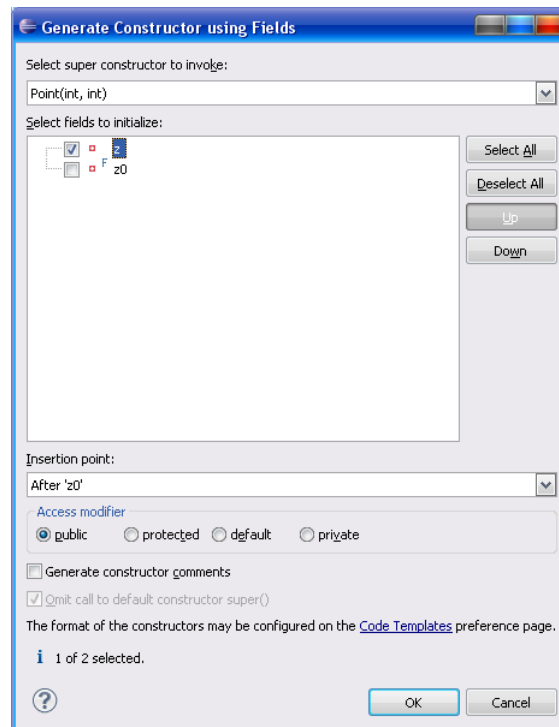 Generate Constructor using Fields
Select super constructor to invoke:
Point(int, int)
Select fields to initialize:
z
F
z0
Select All
Deselect All
Up
Down
Insertion point:
After 'z0'
Access modifier
public protected default private
Generate constructor comments
Omit call to default constructor super()
The format of the constructors may be configured on the Code Templates preference page.
i 1 of 2 selected.
?
OK Cancel